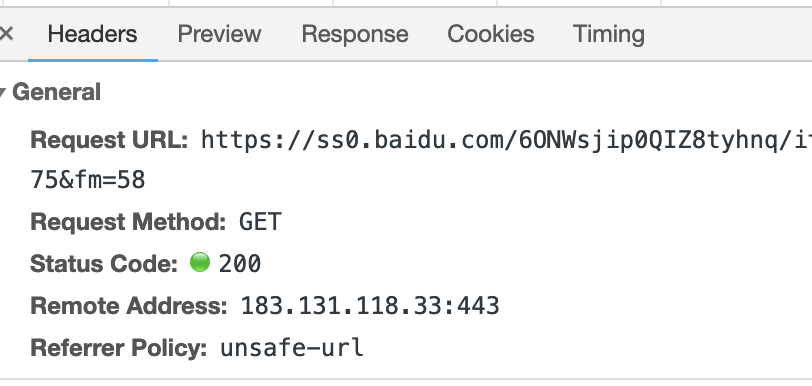 Headers Preview Response Cookies Timing
General
Request URL: https://ss0.baidu.com/6ONWsjip0QIZ8tyhnq/it
75&fm=58
Request Method: GET
Status Code: 200
Remote Address: 183.131.118.33:443
Referrer Policy: unsafe-url